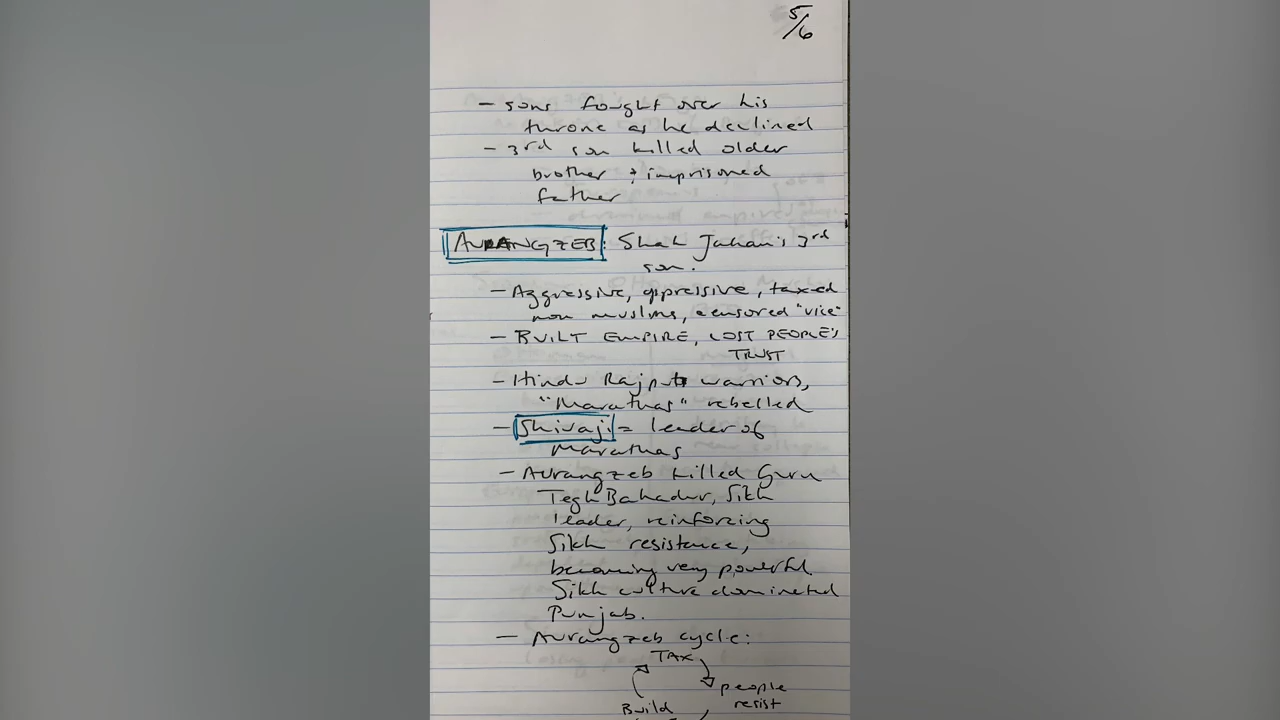 5/6
- sons fought over his
throne as he declined
- 3rd son killed older
brother + imprisoned
father
AURANGZEB: Shah Jahan's 3rd
son.
- Aggressive, oppressive, taxed
non muslims, censored "vice"
- BUILT EMPIRE, LOST PEOPLE'S
TRUST
- Hindu Rajput warriors,
"Marathas" rebelled
- Shivaji = leader of
Marathas
- Aurangzeb killed Guru
Tegh Bahadur, Sikh
leader, reinforcing
Sikh resistance,
becoming very powerful.
Sikh culture dominated
Punjab.
- Aurangzeb cycle:
TAX
people
resist
Build